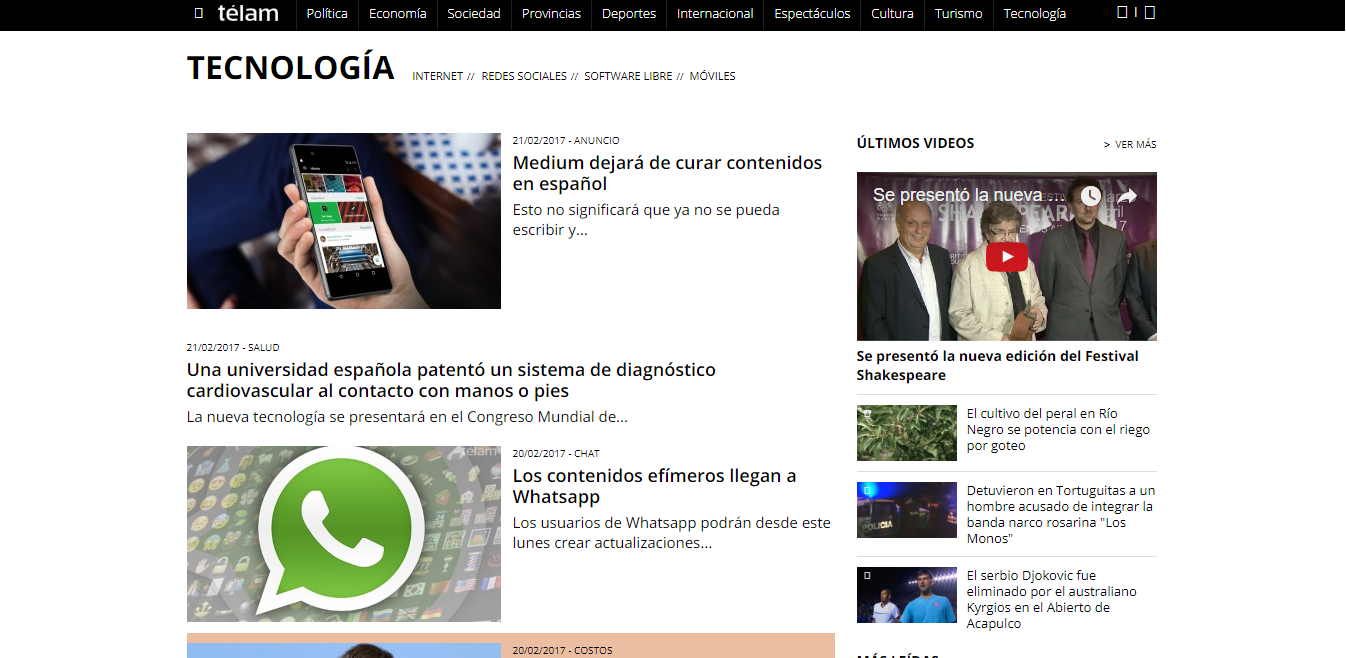 télam
Política
Economía
Sociedad
Provincias
Deportes
Internacional
Espectáculos
Cultura
Turismo
Tecnología
TECNOLOGÍA
INTERNET // REDES SOCIALES // SOFTWARE LIBRE // MÓVILES
21/02/2017 - ANUNCIO
Medium dejará de curar contenidos
en español
Esto no significará que ya no se pueda
escribir y...
21/02/2017 - SALUD
Una universidad española patentó un sistema de diagnóstico
cardiovascular al contacto con manos o pies
La nueva tecnología se presentará en el Congreso Mundial de...
télam
20/02/2017 - CHAT
Los contenidos efímeros llegan a
Whatsapp
Los usuarios de Whatsapp podrán desde este
lunes crear actualizaciones...
20/02/2017 - COSTOS
ÚLTIMOS VIDEOS
> VER MÁS
Se presentó la nueva ...
SHAKESPEARE
Se presentó la nueva edición del Festival
Shakespeare
El cultivo del peral en Río
Negro se potencia con el riego
por goteo
POLICIA
Detuvieron en Tortuguitas a un
hombre acusado de integrar la
banda narco rosarina "Los
Monos"
El serbio Djokovic fue
eliminado por el australiano
Kyrgios en el Abierto de
Acapulco
MÁS LEÍDAS